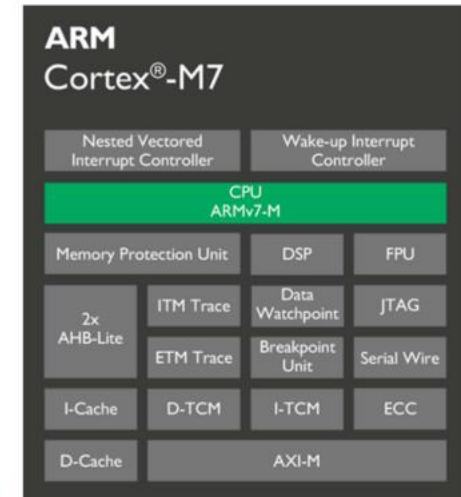 ARM
Cortex®-M7
Nested Vectored
Interrupt Controller
Wake-up Interrupt
Controller
CPU
ARMv7-M
Memory Protection Unit
DSP
FPU
2x
AHB-Lite
ITM Trace
Data
Watchpoint
JTAG
ETM Trace
Breakpoint
Unit
Serial Wire
I-Cache
D-TCM
I-TCM
ECC
D-Cache
AXI-M